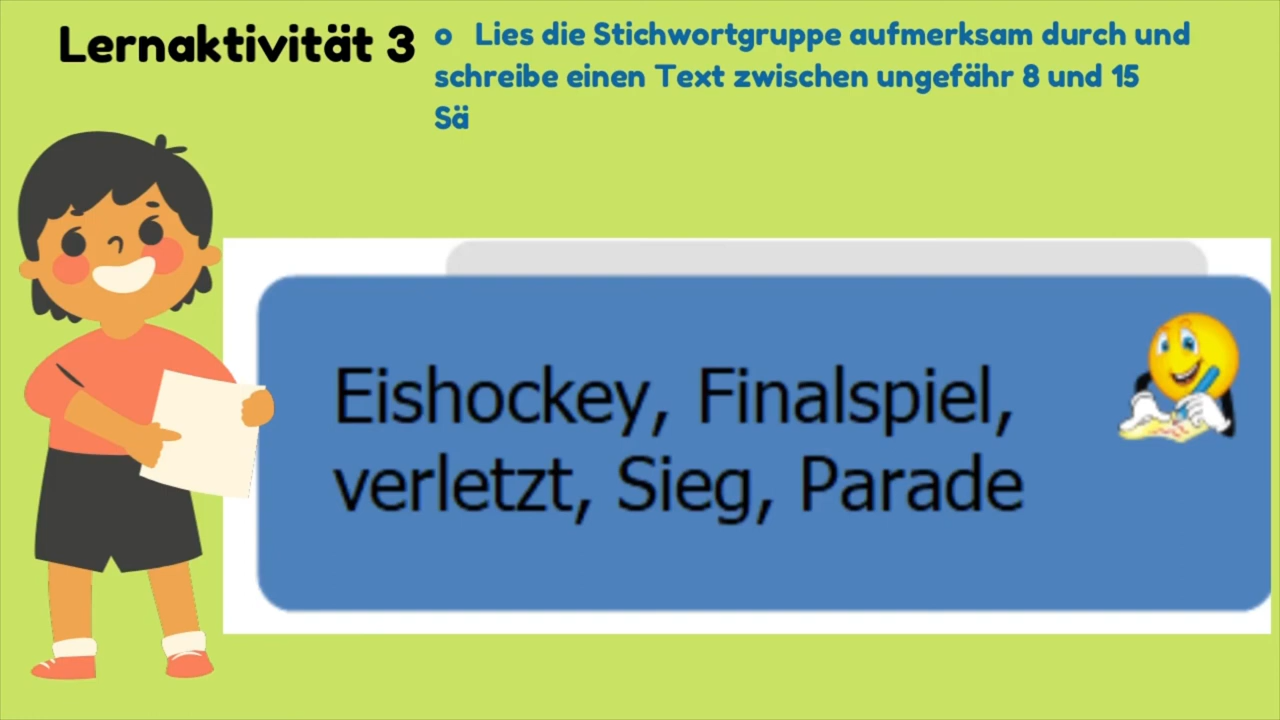 Lernaktivität 3
o Lies die Stichwortgruppe aufmerksam durch und
schreibe einen Text zwischen ungefähr 8 und 15
Sä
Eishockey, Finalspiel,
verletzt, Sieg, Parade